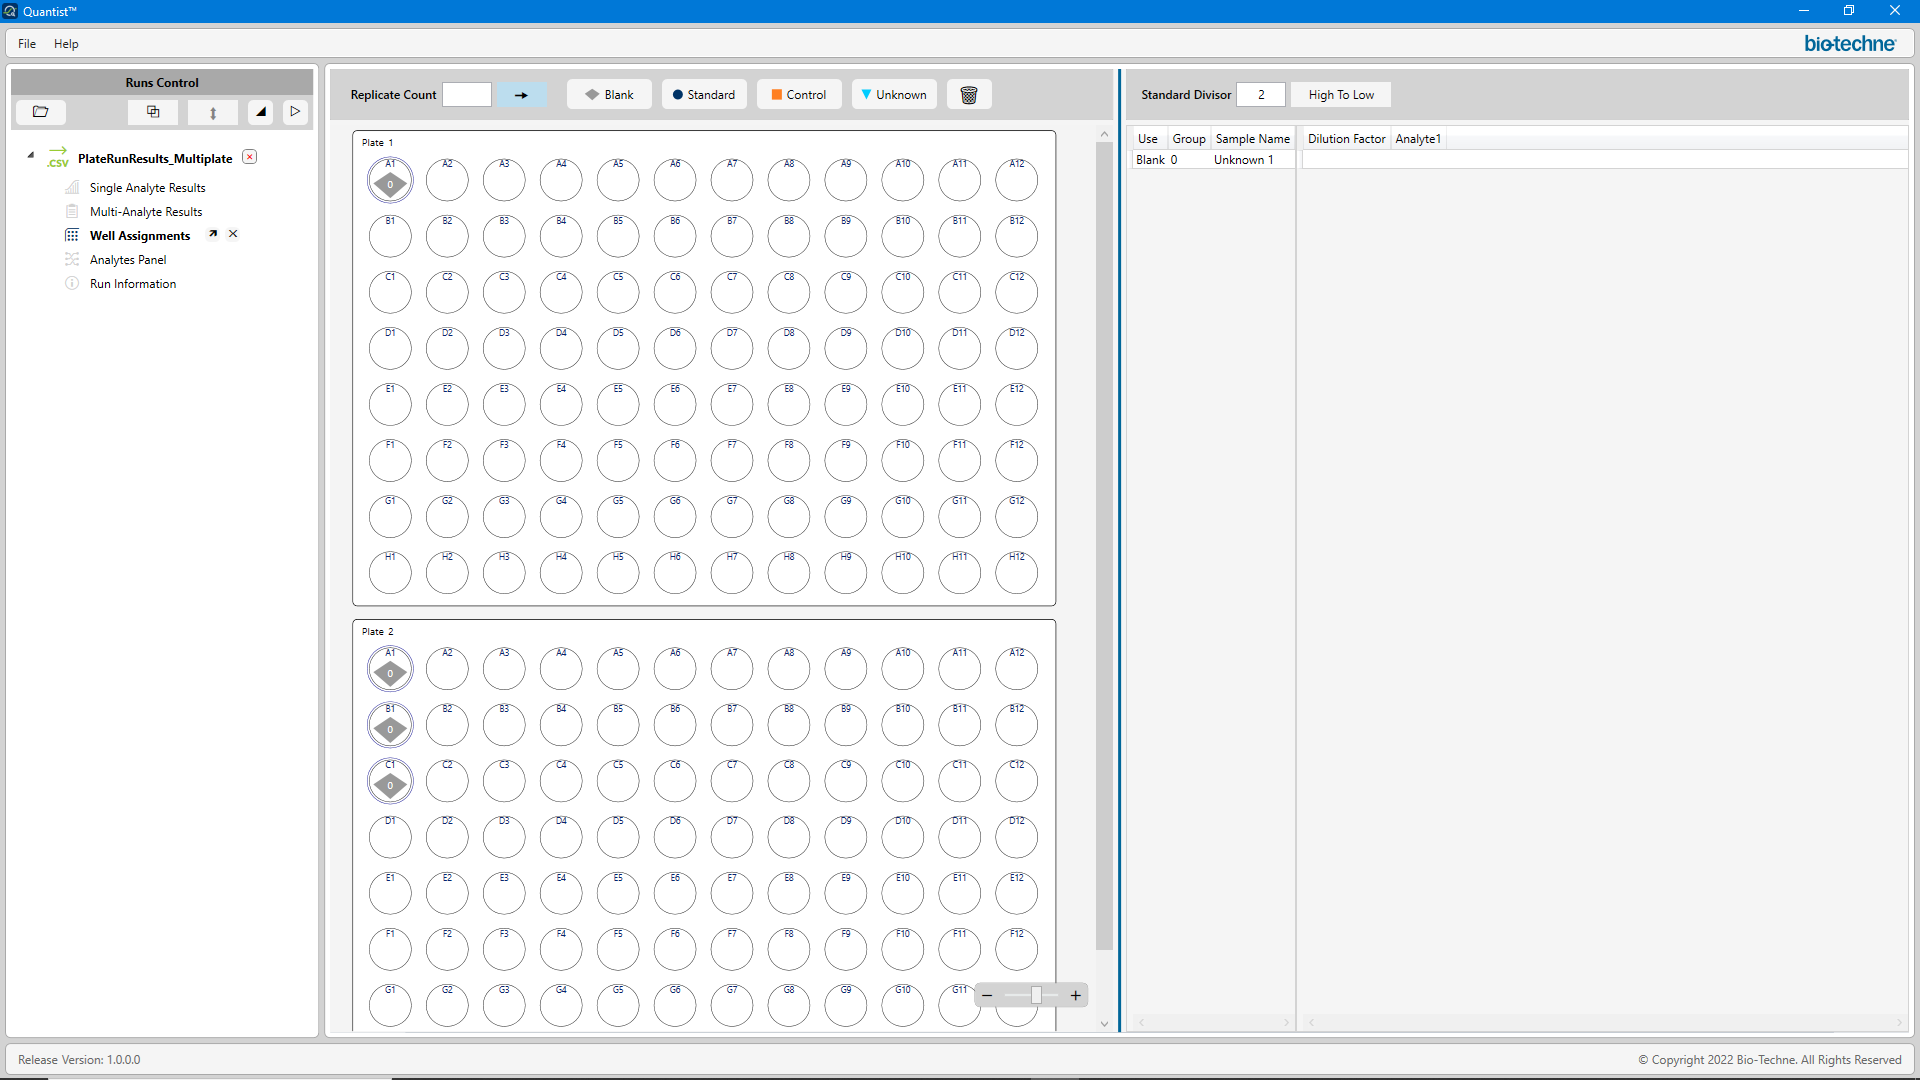 Quantist™
File Help
bio-techne
Runs Control
.CSV PlateRunResults_Multiplate
Single Analyte Results
Multi-Analyte Results
Well Assignments
Analytes Panel
Run Information
Replicate Count Blank Standard Control Unknown
Plate 1
A1 A2 A3 A4 A5 A6 A7 A8 A9 A10 A11 A12
0
B1 B2 B3 B4 B5 B6 B7 B8 B9 B10 B11 B12
C1 C2 C3 C4 C5 C6 C7 C8 C9 C10 C11 C12
D1 D2 D3 D4 D5 D6 D7 D8 D9 D10 D11 D12
E1 E2 E3 E4 E5 E6 E7 E8 E9 E10 E11 E12
F1 F2 F3 F4 F5 F6 F7 F8 F9 F10 F11 F12
G1 G2 G3 G4 G5 G6 G7 G8 G9 G10 G11 G12
H1 H2 H3 H4 H5 H6 H7 H8 H9 H10 H11 H12
Plate 2
A1 A2 A3 A4 A5 A6 A7 A8 A9 A10 A11 A12
0
B1 B2 B3 B4 B5 B6 B7 B8 B9 B10 B11 B12
0
C1 C2 C3 C4 C5 C6 C7 C8 C9 C10 C11 C12
0
D1 D2 D3 D4 D5 D6 D7 D8 D9 D10 D11 D12
E1 E2 E3 E4 E5 E6 E7 E8 E9 E10 E11 E12
F1 F2 F3 F4 F5 F6 F7 F8 F9 F10 F11 F12
G1 G2 G3 G4 G5 G6 G7 G8 G9 G10 G11
Standard Divisor 2 High To Low
Use Group Sample Name Dilution Factor Analyte1
Blank 0 Unknown 1
Release Version: 1.0.0.0
© Copyright 2022 Bio-Techne. All Rights Reserved